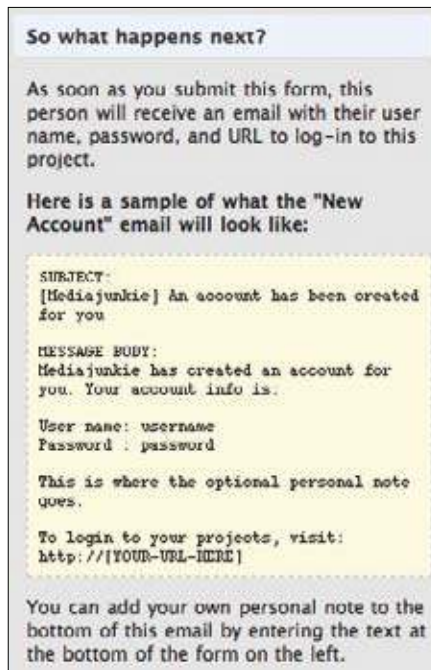 So what happens next?
As soon as you submit this form, this
person will receive an email with their user
name, password, and URL to log-in to this
project.
Here is a sample of what the "New
Account" email will look like:
SUBJECT:
[Mediajunkie] An account has been created
for you
MESSAGE BODY:
Mediajunkie has created an account for
you. Your account info is:
User name: username
Password : password
This is where the optional personal note
goes.
To login to your projects, visit:
http://[YOUR-URL-HERE]
You can add your own personal note to the
bottom of this email by entering the text at
the bottom of the form on the left.